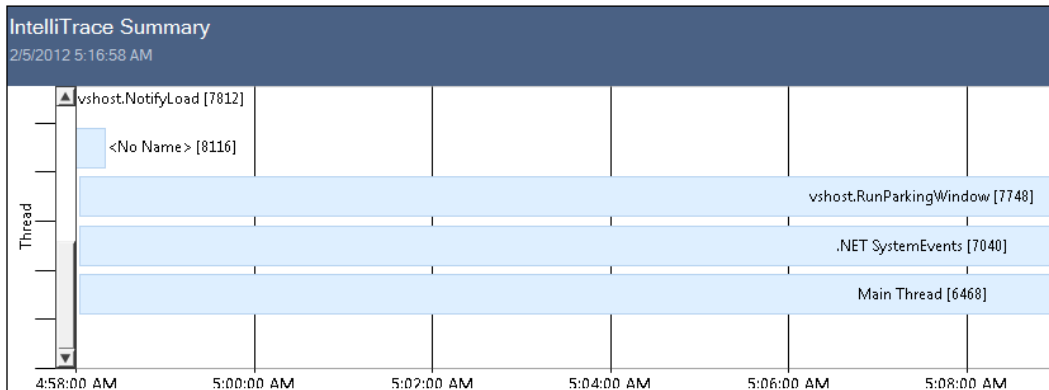 IntelliTrace Summary
2/5/2012 5:16:58 AM
vshost.NotifyLoad [7812]
<No Name> [8116]
vshost.RunParkingWindow [7748]
.NET SystemEvents [7040]
Main Thread [6468]
Thread
4:58:00 AM 5:00:00 AM 5:02:00 AM 5:04:00 AM 5:06:00 AM 5:08:00 AM